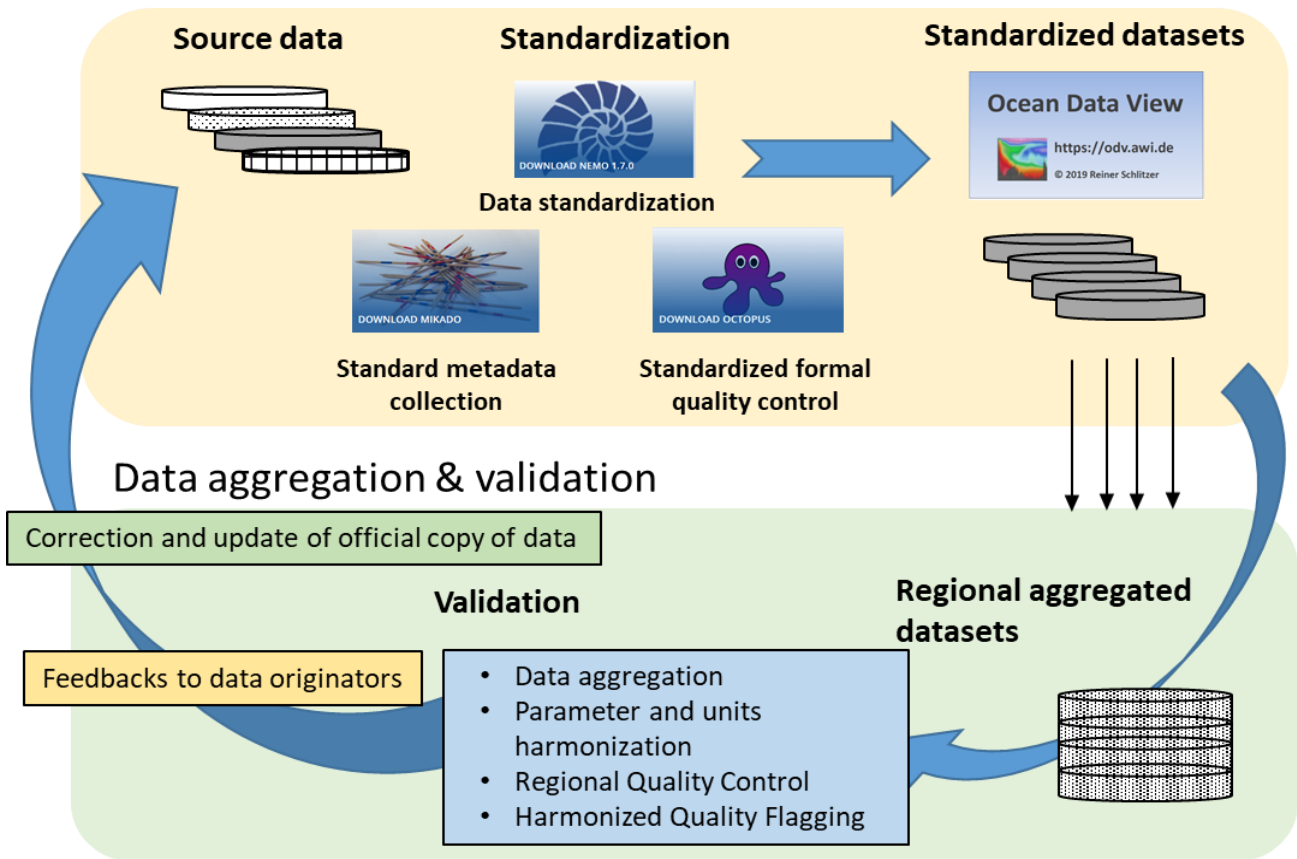 Source data
Standardization
Standardized datasets
DOWNLOAD NEMO 1.7.0
Ocean Data View
https://odv.awi.de
© 2019 Reiner Schlitzer
Data standardization
DOWNLOAD MIKADO
DOWNLOAD OCTOPUS
Standard metadada
collection
Standardized formal
quality control
Data aggregation & validation
Correction and update of official copy of data
Validation
Regional aggregated
datasets
Feedbacks to data originators
• Data aggregation
• Parameter and units
harmonization
• Regional Quality Control
• Harmonized Quality Flagging